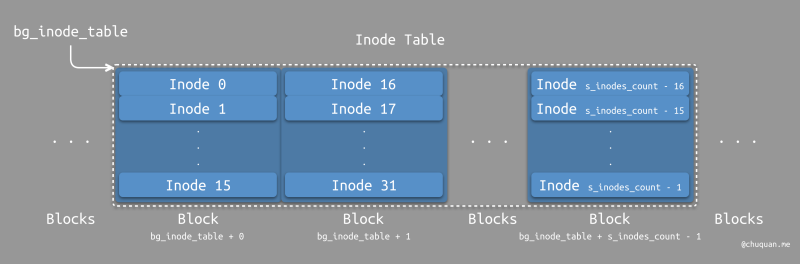 bg_inode_table
Inode Table
Inode 0
Inode 16
Inode s_inodes_count - 16
Inode 1
Inode 17
Inode s_inodes_count - 15
. . .
. . .
. . .
. . .
. . .
. . .
Inode 15
Inode 31
Inode s_inodes_count - 1
Blocks
Block
Block
Blocks
Block
Blocks
bg_inode_table + 0
bg_inode_table + 1
bg_inode_table + s_inodes_count - 1
@chuquan.me